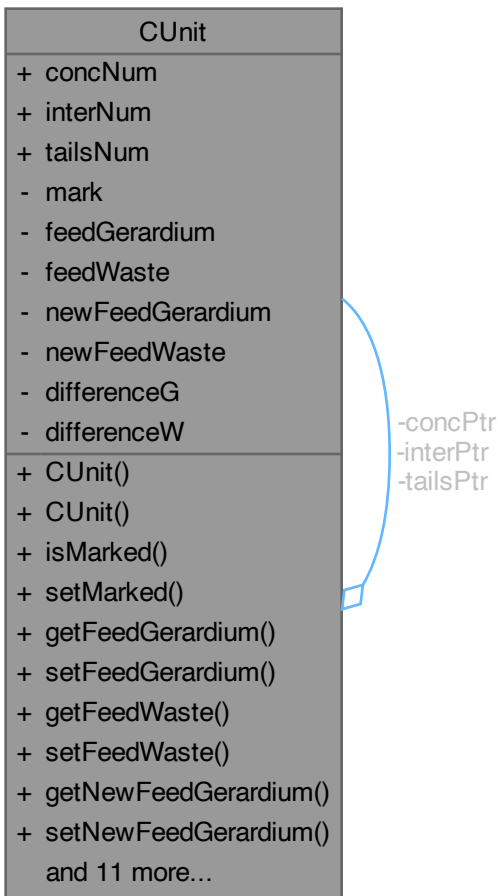 CUnit
+ concNum
+ interNum
+ tailsNum
- mark
- feedGerardium
- feedWaste
- newFeedGerardium
- newFeedWaste
- differenceG
- differenceW
+ CUnit()
+ CUnit()
+ isMarked()
+ setMarked()
+ getFeedGerardium()
+ setFeedGerardium()
+ getFeedWaste()
+ setFeedWaste()
+ getNewFeedGerardium()
+ setNewFeedGerardium()
and 11 more...
-concPtr
-interPtr
-tailsPtr